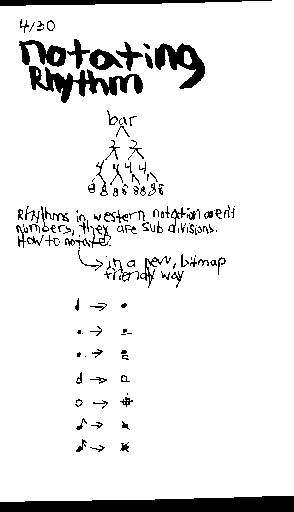 4/30
notating
Rhythm
bar
2 2
4 4 4 4
8 8 8 8 8 8 8 8
Rhythms in western notation arent
numbers, they are sub divisions.
How to notate?
in a new, bitmap
friendly way